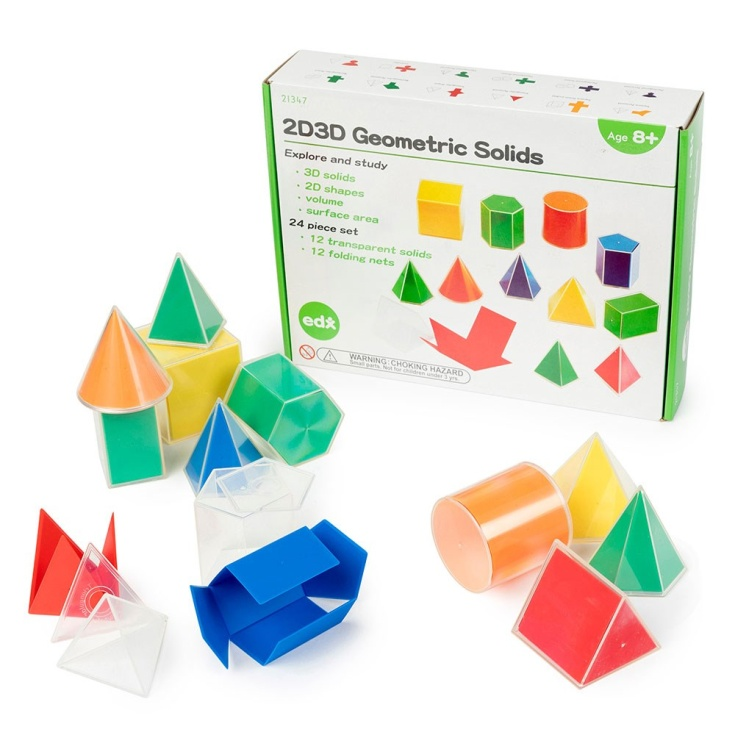 21347
2D3D Geometric Solids
Age 8+
Explore and study
• 3D solids
• 2D shapes
• volume
• surface area
24 piece set
• 12 transparent solids
• 12 folding nets
edx
WARNING: CHOKING HAZARD
Small parts. Not for children under 3 yrs.